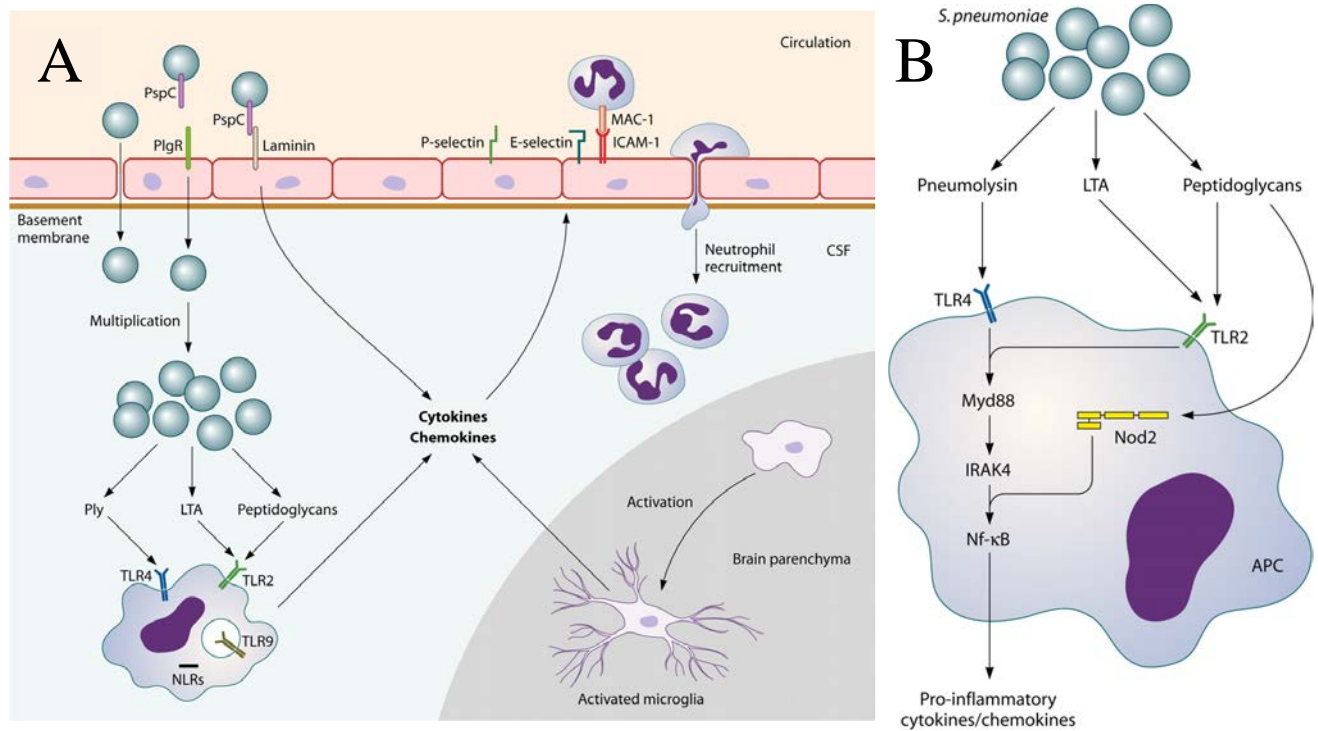 A
Circulation
PspC
PspC
PIgR
Laminin
P-selectin
E-selectin
MAC-1
ICAM-1
Basement
membrane
CSF
Neutrophil
recruitment
Multiplication
Cytokines
Chemokines
Ply
LTA
Peptidoglycans
TLR4
TLR2
TLR9
NLRs
Activation
Brain parenchyma
Activated microglia
B
S. pneumoniae
Pneumolysin
LTA
Peptidoglycans
TLR4
TLR2
Myd88
Nod2
IRAK4
Nf-κB
APC
Pro-inflammatory
cytokines/chemokines